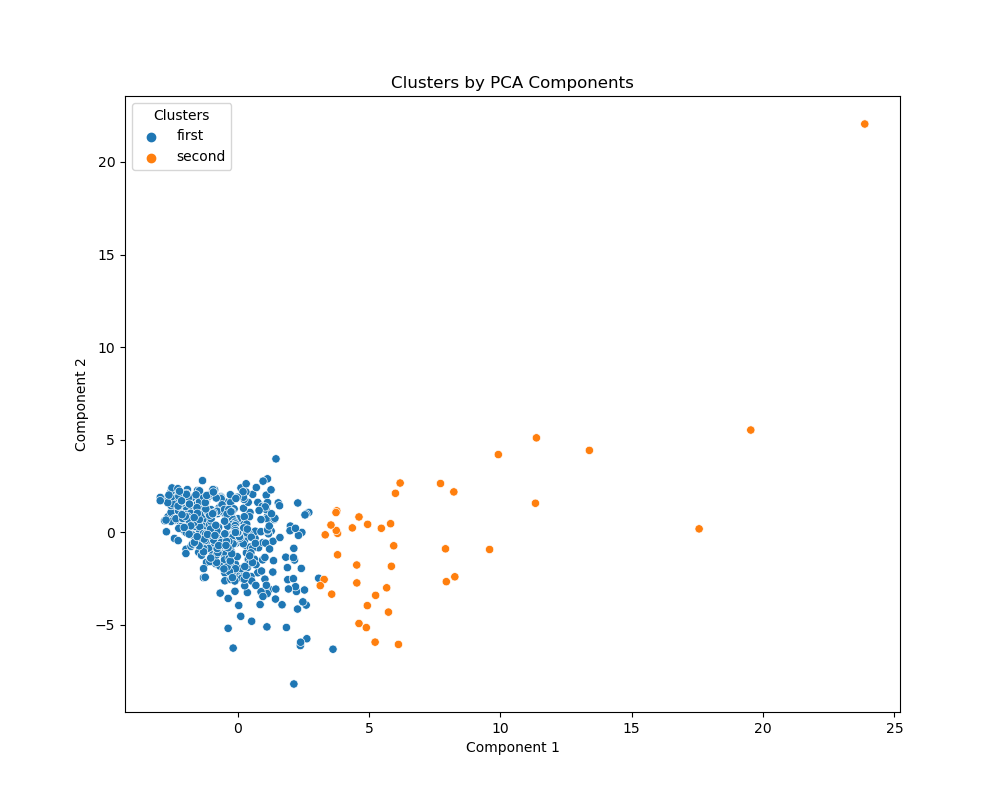 Clusters by PCA Components
Clusters
first
second
20
15
10
5
0
−5
Component 2
0 5 10 15 20 25
Component 1